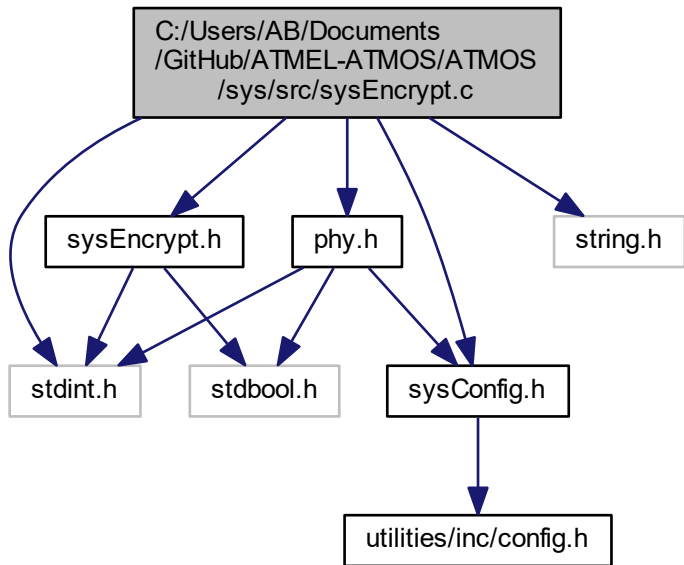 C:/Users/AB/Documents
/GitHub/ATMEL-ATMOS/ATMOS
/sys/src/sysEncrypt.c
sysEncrypt.h
phy.h
string.h
stdint.h
stdbool.h
sysConfig.h
utilities/inc/config.h